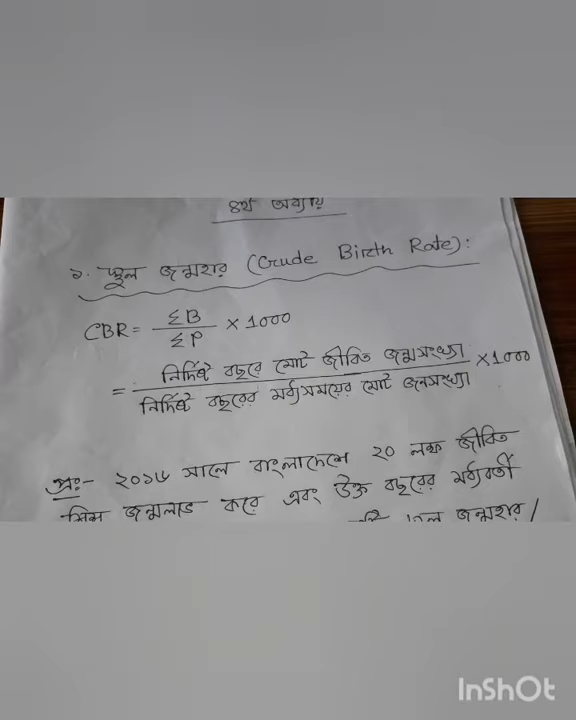 ৪র্থ অধ্যায়
১. স্থুল জন্মহার (Crude Birth Rate):
CBR = ΣB / ΣP × 1000
= নির্দিষ্ট বছরে মোট জীবিত জন্মসংখ্যা / নির্দিষ্ট বছরের মধ্যসময়ের মোট জনসংখ্যা × 1000
প্রঃ- ২০১৬ সালে বাংলাদেশে ২০ লক্ষ জীবিত
শিশু জন্মলাভ করে এবং উক্ত বছরের মধ্যবর্তী
জন্মহার/
InShOt